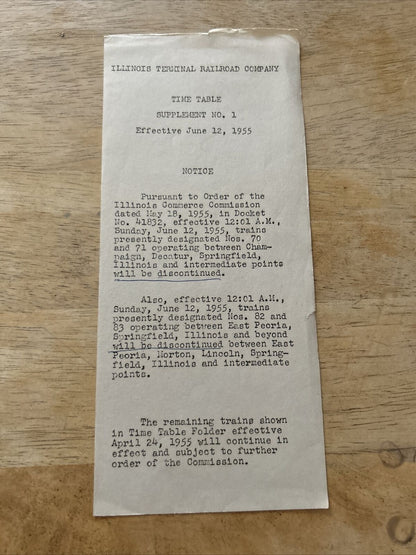 ILLINOIS TERMINAL RAILROAD COMPANY
TIME TABLE
SUPPLEMENT NO. 1
Effective June 12, 1955
NOTICE
Pursuant to Order of the
Illinois Commerce Commission
dated May 18, 1955, in Docket
No. 41832, effective 12:01 A.M.,
Sunday, June 12, 1955, trains
presently designated Nos. 70
and 71 operating between Cham-
paign, Decatur, Springfield,
Illinois and intermediate points
will be discontinued.
Also, effective 12:01 A.M.,
Sunday, June 12, 1955, trains
presently designated Nos. 82 and
83 operating between East Peoria,
Springfield, Illinois and beyond
will be discontinued between East
Peoria, Morton, Lincoln, Spring-
field, Illinois and intermediate
points.
The remaining trains shown
in Time Table Folder effective
April 24, 1955 will continue in
effect and subject to further
order of the Commission.